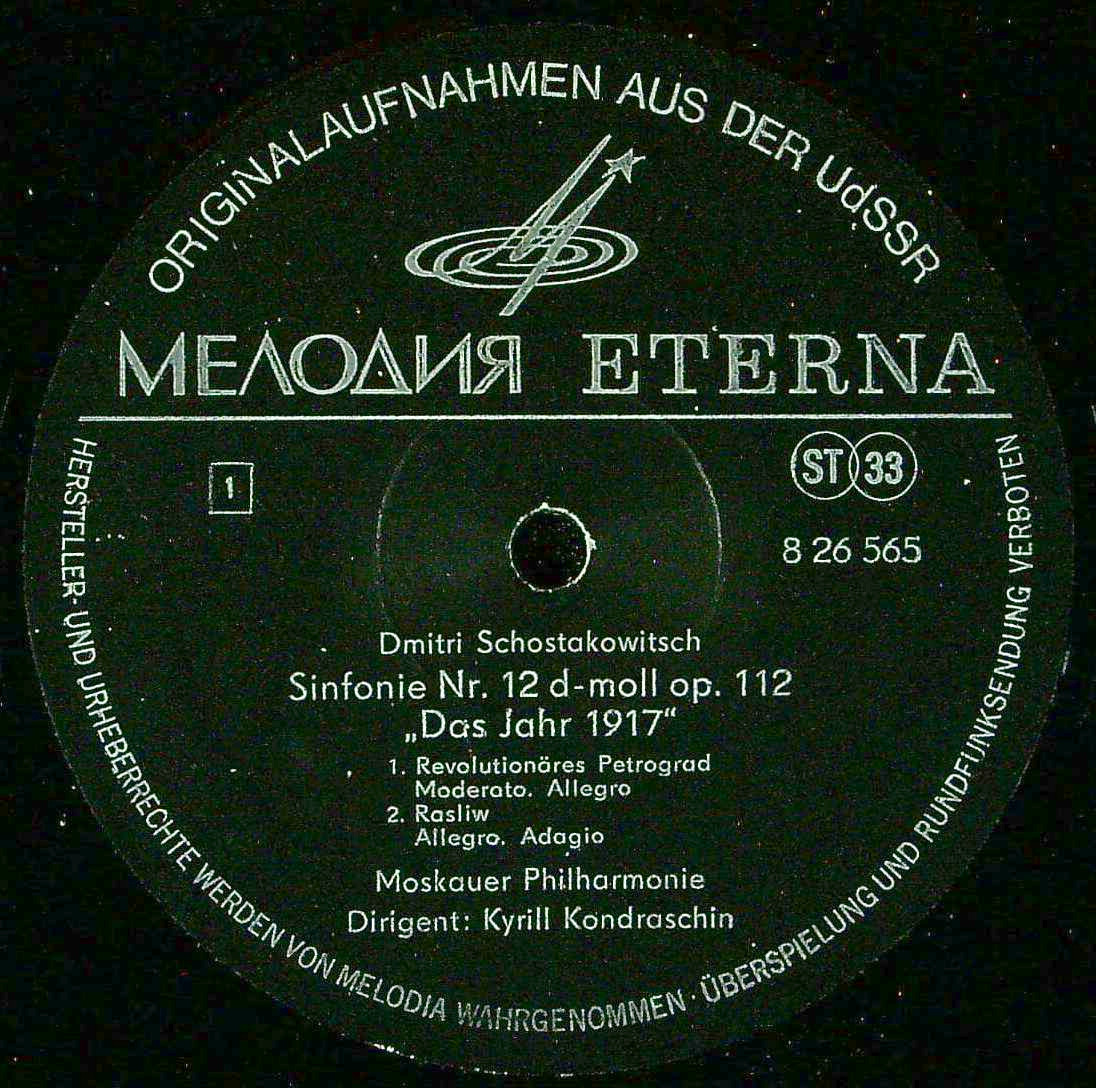 ORIGINALAUFNAHMEN AUS DER UdSSR
МЕЛОДИЯ ETERNA
1
ST 33
8 26 565
Dmitri Schostakowitsch
Sinfonie Nr. 12 d-moll op. 112
„Das Jahr 1917“
1. Revolutionäres Petrograd
Moderato. Allegro
2. Rasliw
Allegro. Adagio
Moskauer Philharmonie
Dirigent: Kyrill Kondraschin
HERSTELLER- UND URHEBERRECHTE WERDEN VON MELODIA WAHRGENOMMEN · ÜBERSPIELUNG UND RUNDFUNKSENDUNG VERBOTEN